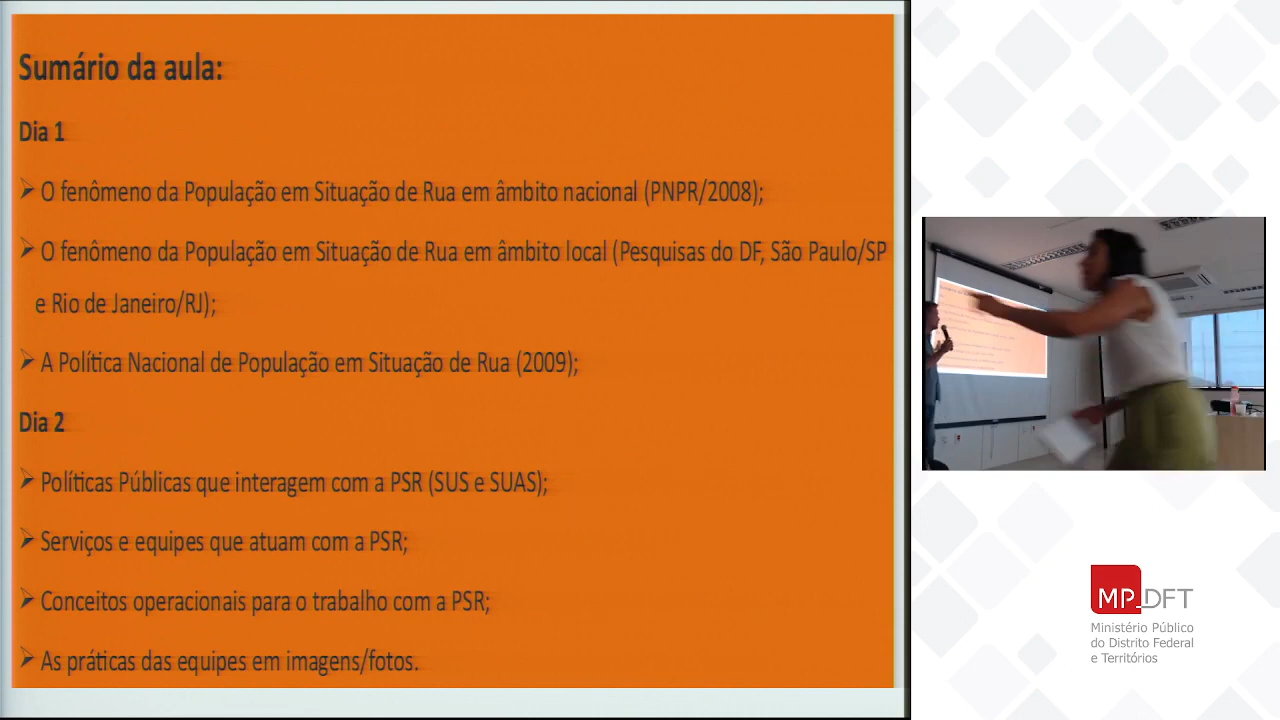 Sumário da aula:
Dia 1
O fenômeno da População em Situação de Rua em âmbito nacional (PNPR/2008);
O fenômeno da População em Situação de Rua em âmbito local (Pesquisas do DF, São Paulo/SP
e Rio de Janeiro/RJ);
A Política Nacional de População em Situação de Rua (2009);
Dia 2
Políticas Públicas que interagem com a PSR (SUS e SUAS);
Serviços e equipes que atuam com a PSR;
Conceitos operacionais para o trabalho com a PSR;
As práticas das equipes em imagens/fotos.
MPDFT
Ministério Público
do Distrito Federal
e Territórios